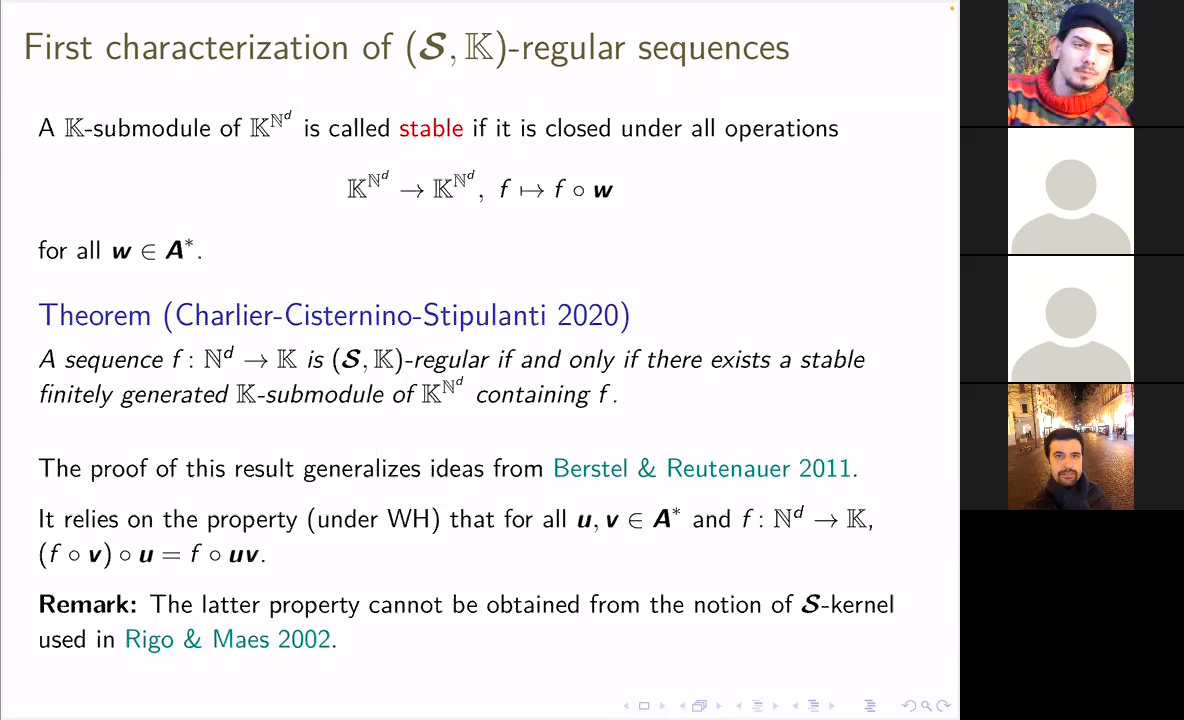 First characterization of (𝓢, 𝕂)-regular sequences
A 𝕂-submodule of 𝕂^{ℕ^d} is called stable if it is closed under all operations
𝕂^{ℕ^d} → 𝕂^{ℕ^d}, f ↦ f ∘ w
for all w ∈ A*.
Theorem (Charlier-Cisternino-Stipulanti 2020)
A sequence f : ℕ^d → 𝕂 is (𝓢, 𝕂)-regular if and only if there exists a stable
finitely generated 𝕂-submodule of 𝕂^{ℕ^d} containing f.
The proof of this result generalizes ideas from Berstel & Reutenauer 2011.
It relies on the property (under WH) that for all u, v ∈ A* and f : ℕ^d → 𝕂,
(f ∘ v) ∘ u = f ∘ uv.
Remark: The latter property cannot be obtained from the notion of 𝓢-kernel
used in Rigo & Maes 2002.